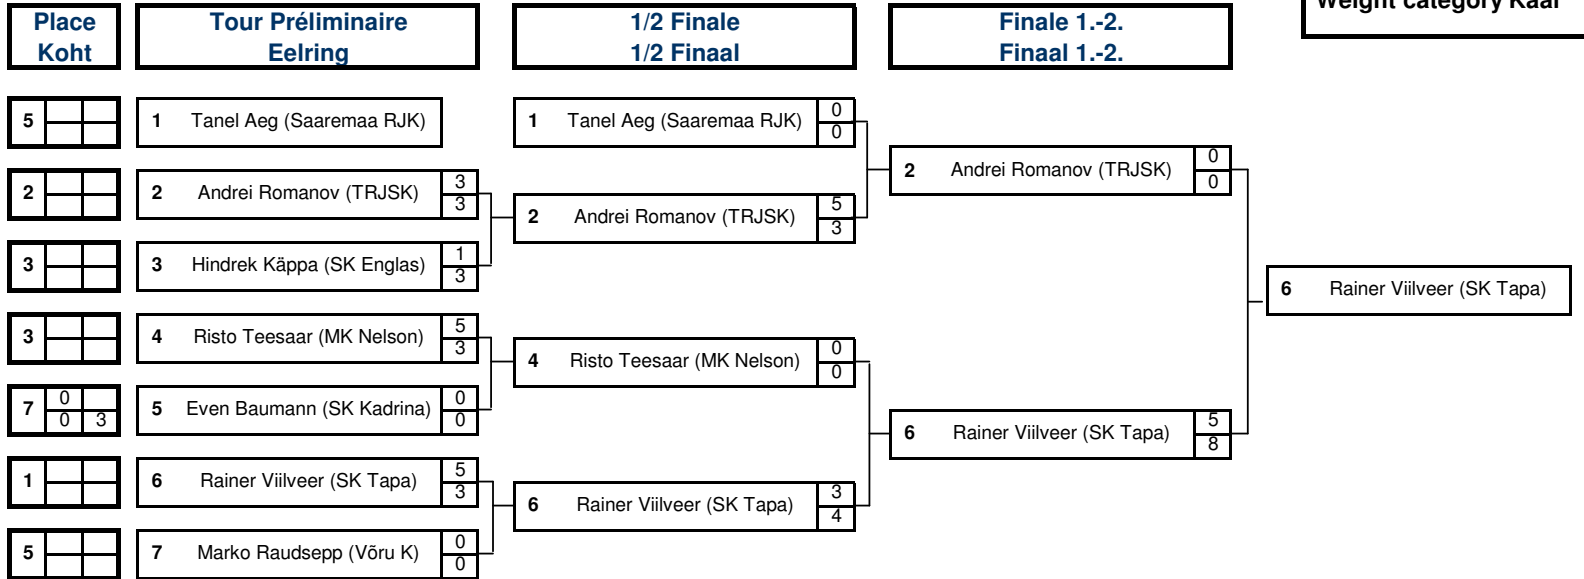 Weight category Kaal
Place
Koht
Tour Préliminaire
Eelring
1/2 Finale
1/2 Finaal
Finale 1.-2.
Finaal 1.-2.
5
1 Tanel Aeg (Saaremaa RJK)
1 Tanel Aeg (Saaremaa RJK)
0
0
2
2 Andrei Romanov (TRJSK)
3
3
2 Andrei Romanov (TRJSK)
5
3
2 Andrei Romanov (TRJSK)
0
0
3
3 Hindrek Käppa (SK Englas)
1
3
6 Rainer Viilveer (SK Tapa)
3
4 Risto Teesaar (MK Nelson)
5
3
4 Risto Teesaar (MK Nelson)
0
0
7
0
0 3
5 Even Baumann (SK Kadrina)
0
0
6 Rainer Viilveer (SK Tapa)
5
8
1
6 Rainer Viilveer (SK Tapa)
5
3
6 Rainer Viilveer (SK Tapa)
3
4
5
7 Marko Raudsepp (Võru K)
0
0